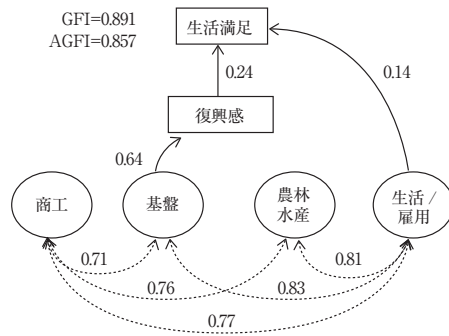 GFI=0.891
AGFI=0.857
生活満足
0.24
0.14
復興感
0.64
商工
基盤
農林
水産
生活 /
雇用
0.71
0.76
0.83
0.81
0.77